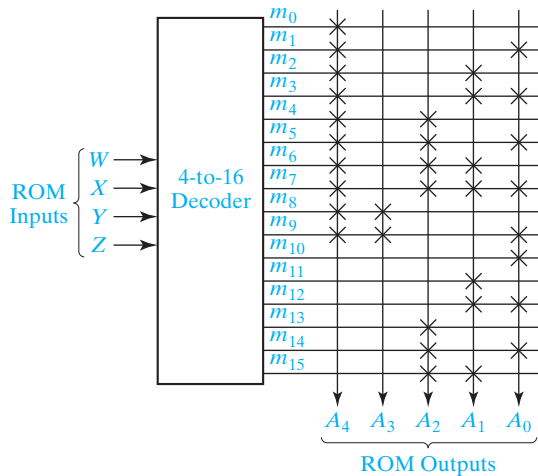 m₀
m₁
m₂
m₃
m₄
m₅
m₆
m₇
m₈
m₉
m₁₀
m₁₁
m₁₂
m₁₃
m₁₄
m₁₅
ROM
Inputs
W
X
Y
Z
4-to-16
Decoder
A₄ A₃ A₂ A₁ A₀
ROM Outputs